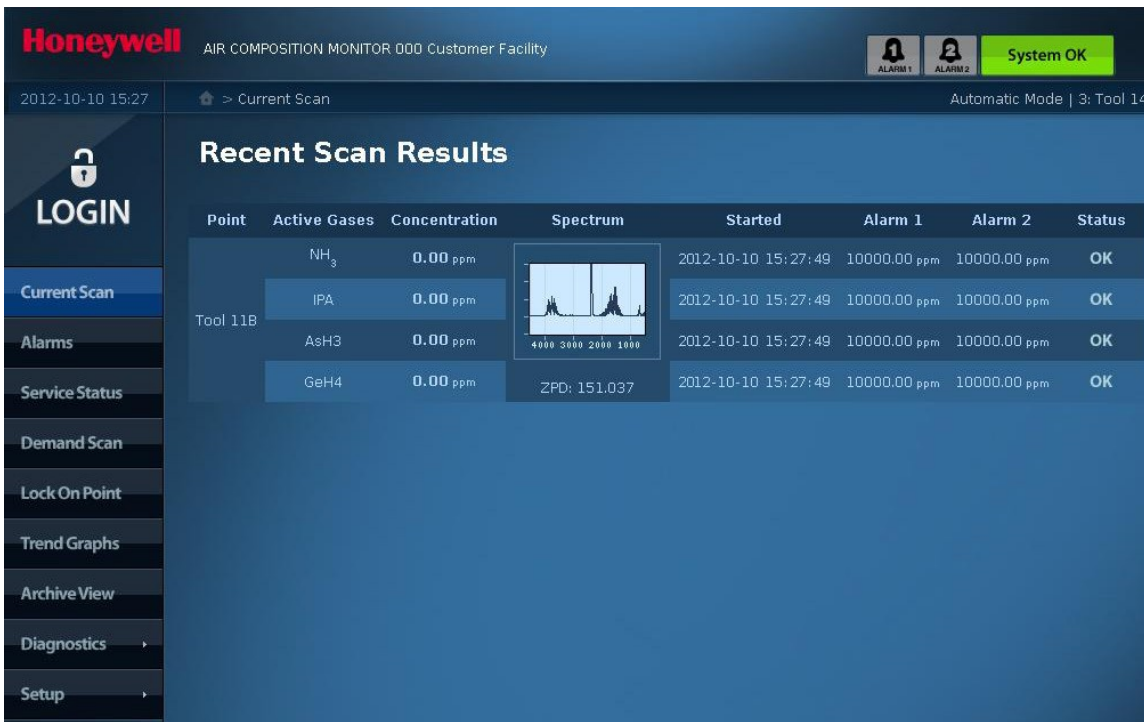 Honeywell AIR COMPOSITION MONITOR 000 Customer Facility ALARM 1 ALARM 2 System OK
2012-10-10 15:27 > Current Scan Automatic Mode | 3: Tool 14
LOGIN
Recent Scan Results
Point Active Gases Concentration Spectrum Started Alarm 1 Alarm 2 Status
Tool 11B
NH3 0.00 ppm 2012-10-10 15:27:49 10000.00 ppm 10000.00 ppm OK
IPA 0.00 ppm 2012-10-10 15:27:49 10000.00 ppm 10000.00 ppm OK
AsH3 0.00 ppm 2012-10-10 15:27:49 10000.00 ppm 10000.00 ppm OK
GeH4 0.00 ppm 2012-10-10 15:27:49 10000.00 ppm 10000.00 ppm OK
4000 3000 2000 1000
ZPD: 151.037
Current Scan
Alarms
Service Status
Demand Scan
Lock On Point
Trend Graphs
Archive View
Diagnostics
Setup